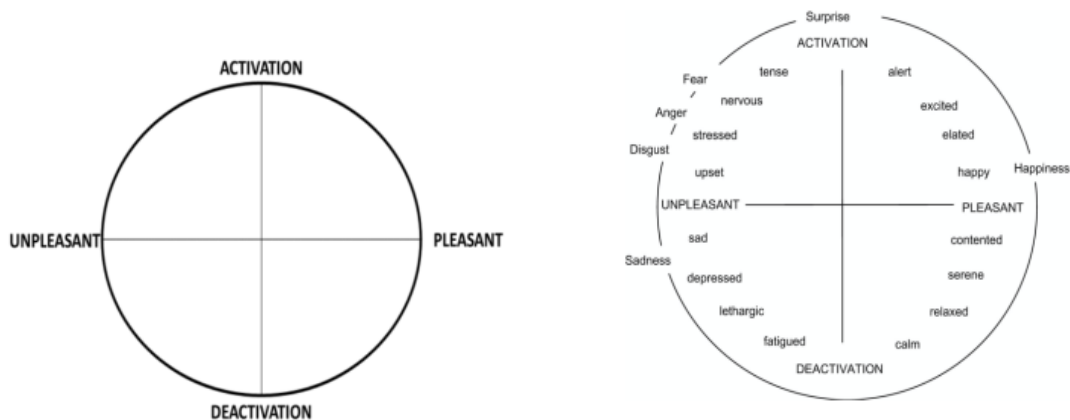 ACTIVATION
UNPLEASANT
PLEASANT
DEACTIVATION
Surprise
ACTIVATION
tense
alert
Fear
nervous
excited
Anger
stressed
elated
Disgust
upset
happy
Happiness
UNPLEASANT
PLEASANT
sad
contented
Sadness
depressed
serene
lethargic
relaxed
fatigued
calm
DEACTIVATION